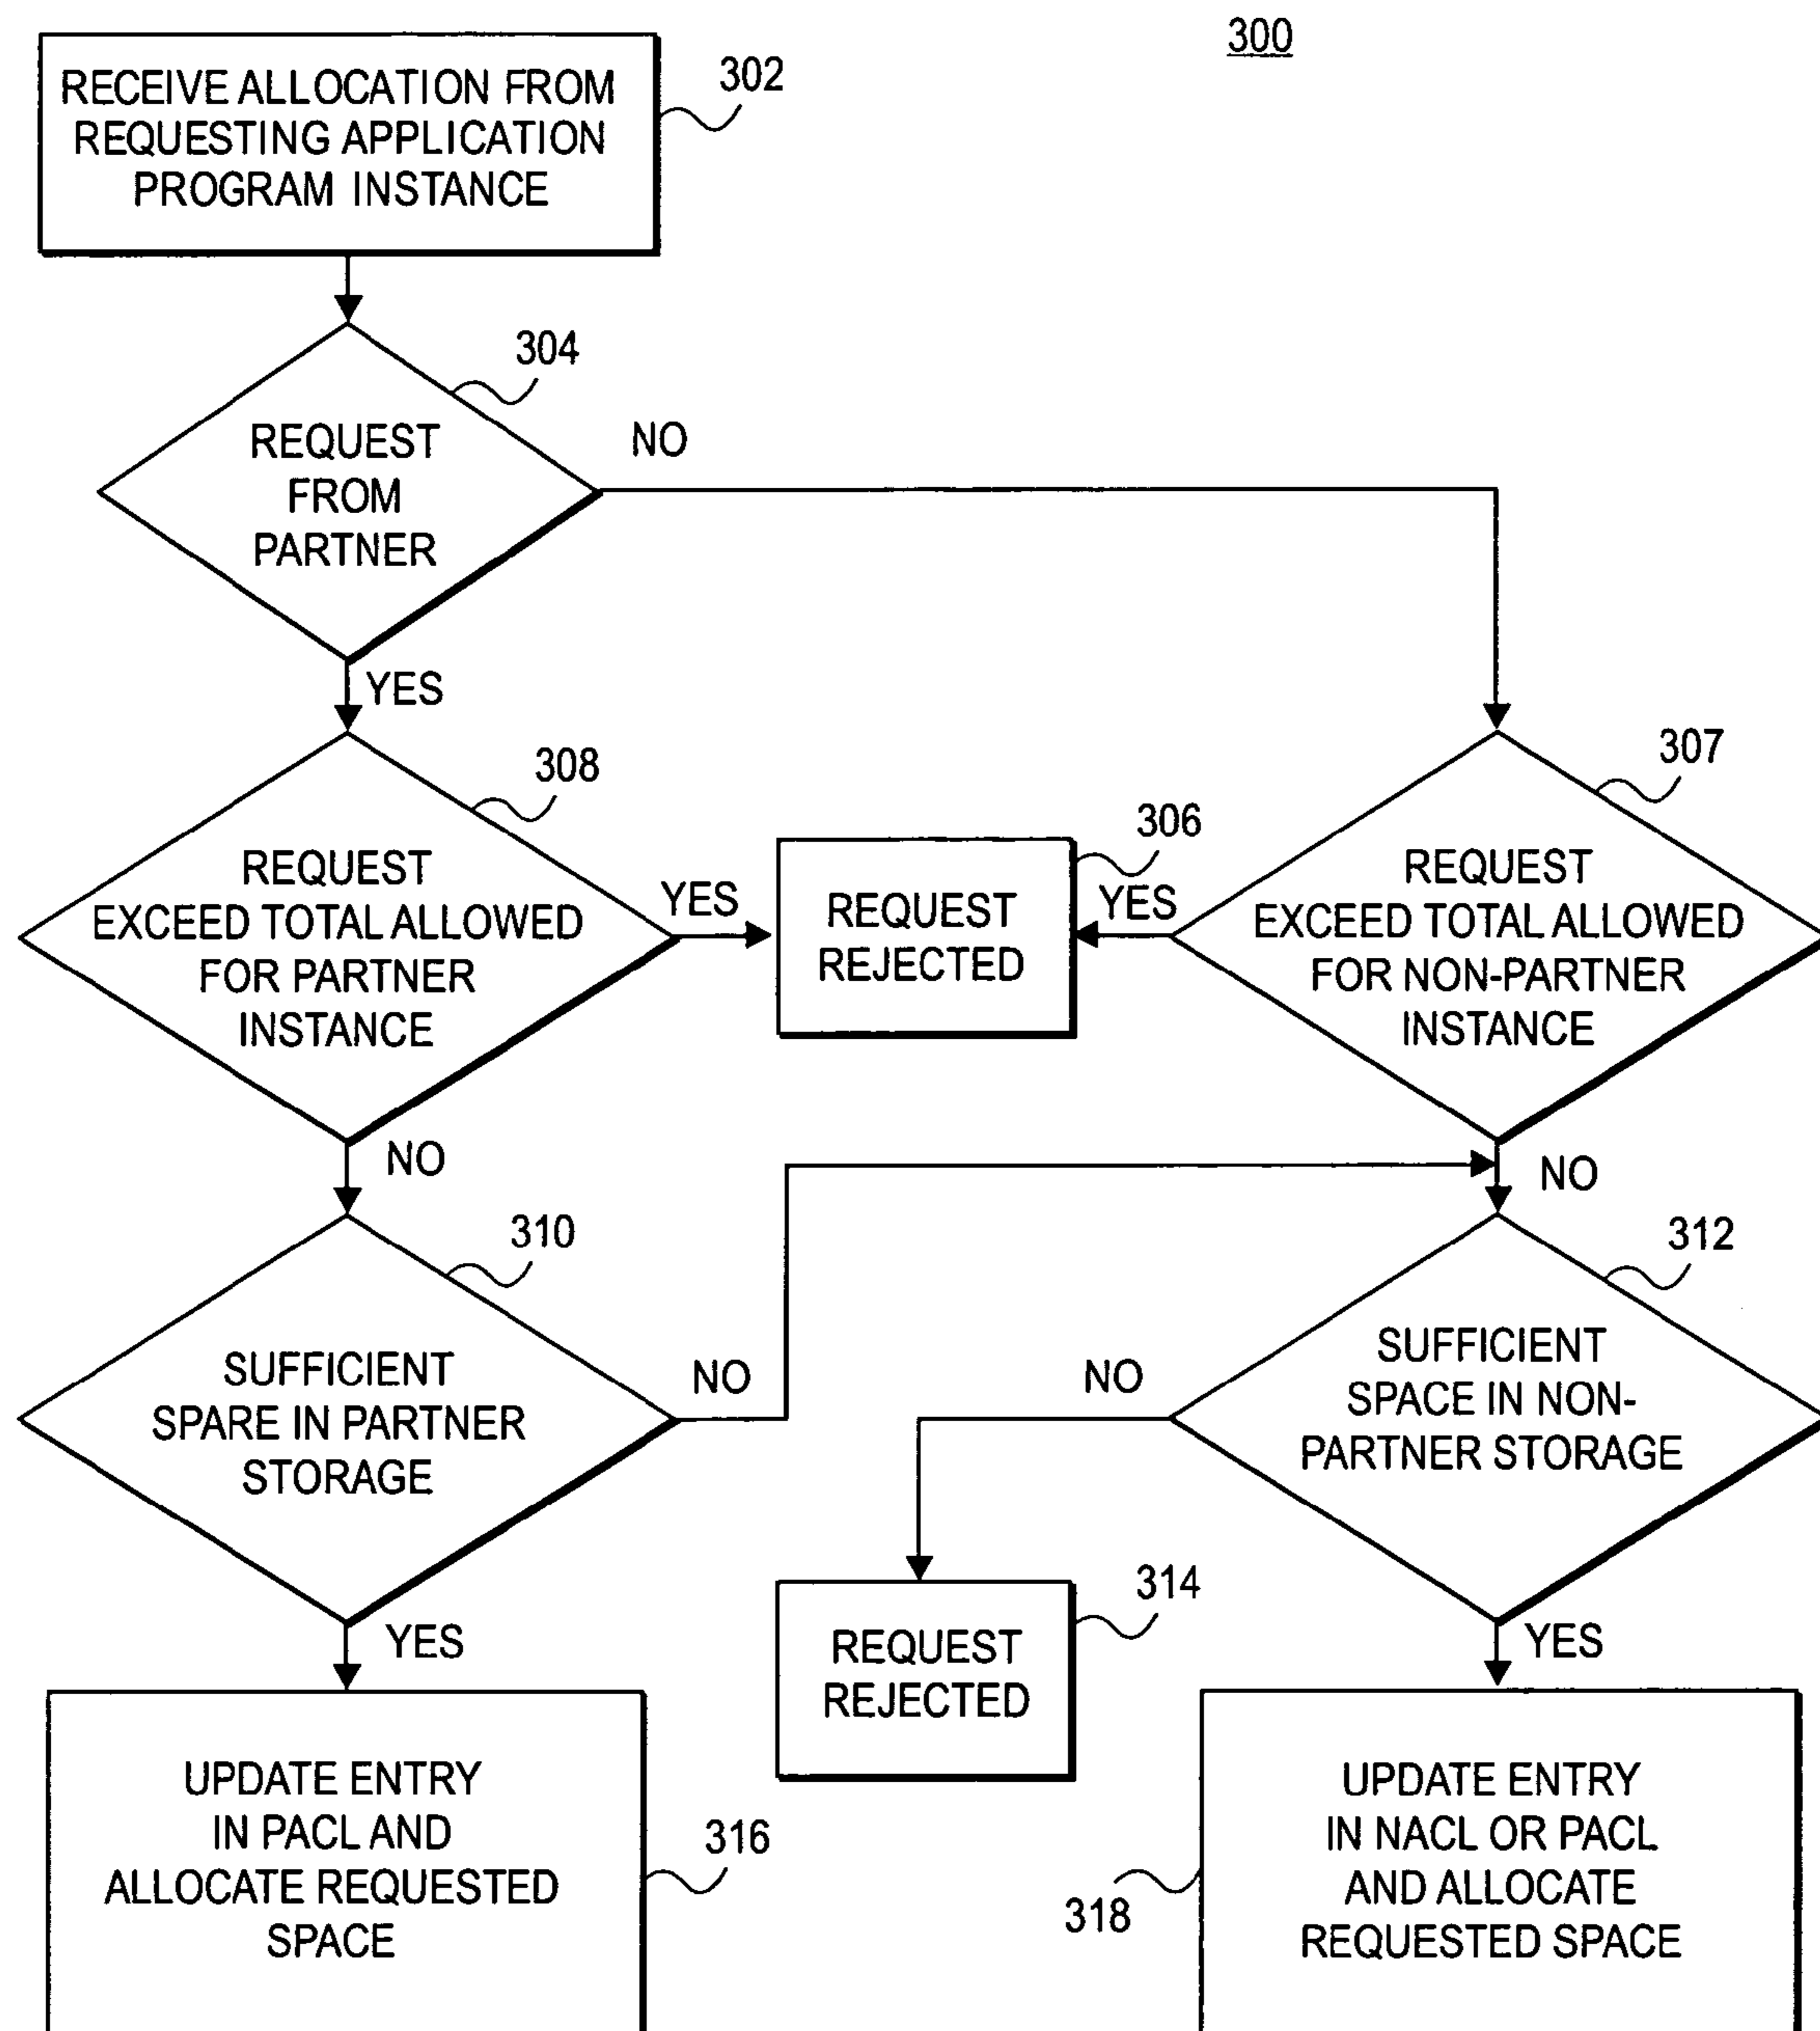 300
RECEIVE ALLOCATION FROM
REQUESTING APPLICATION
PROGRAM INSTANCE
302
304
REQUEST
FROM
PARTNER
NO
YES
308
REQUEST
EXCEED TOTAL ALLOWED
FOR PARTNER
INSTANCE
YES
306
REQUEST
REJECTED
YES
307
REQUEST
EXCEED TOTAL ALLOWED
FOR NON-PARTNER
INSTANCE
NO
NO
310
SUFFICIENT
SPARE IN PARTNER
STORAGE
NO
312
SUFFICIENT
SPACE IN NON-
PARTNER STORAGE
NO
YES
314
REQUEST
REJECTED
YES
UPDATE ENTRY
IN PACL AND
ALLOCATE REQUESTED
SPACE
316
318
UPDATE ENTRY
IN NACL OR PACL
AND ALLOCATE
REQUESTED SPACE